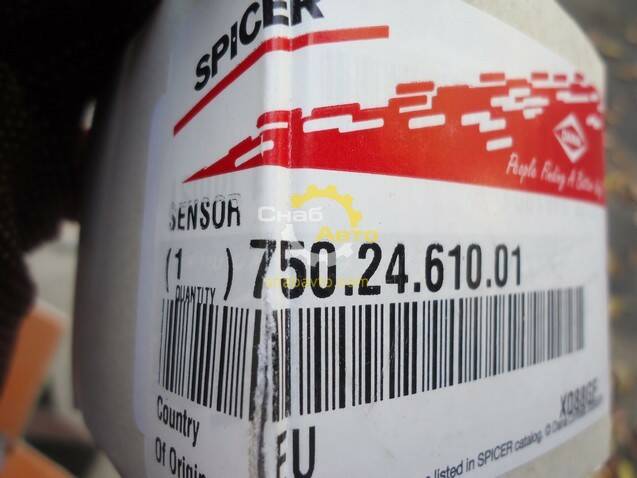 SPICER
People Finding A Better Way
SENSOR
Снаб Авто
( 1 ) 750.24.610.01
QUANTITY
snabavto.com
Country
Of Origin
EU
listed in SPICER catalog. © Dana